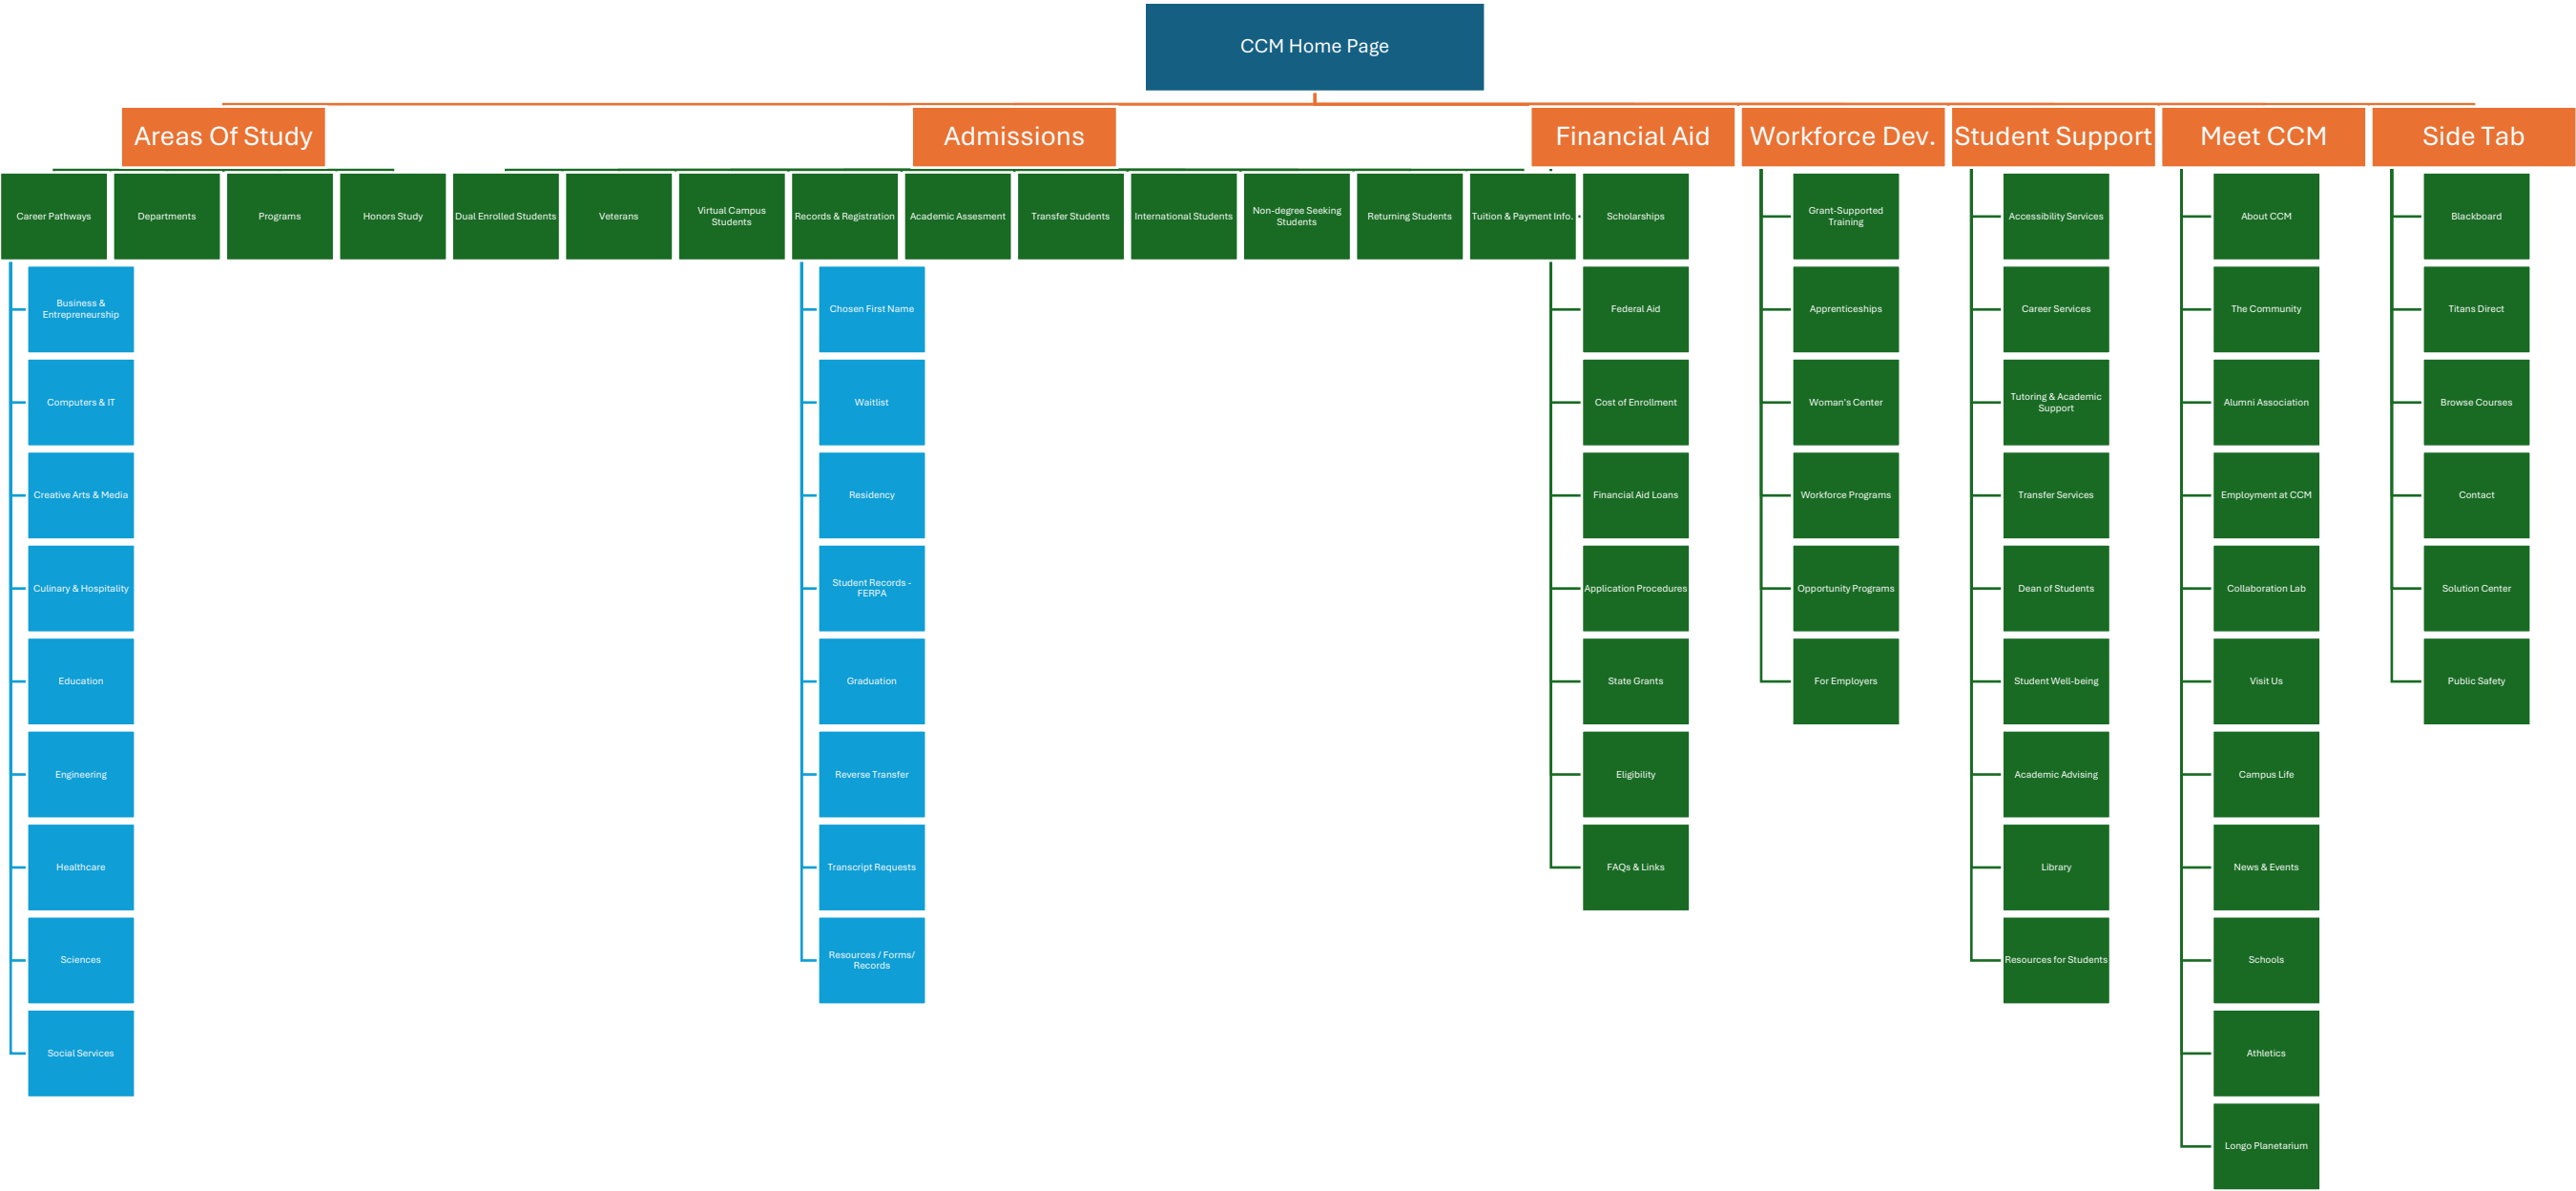 CCM Home Page
Areas Of Study
Admissions
Financial Aid
Workforce Dev.
Student Support
Meet CCM
Side Tab
Career Pathways
Departments
Programs
Honors Study
Dual Enrolled Students
Veterans
Virtual Campus
Students
Records & Registration
Academic Assesment
Transfer Students
International Students
Non-degree Seeking
Students
Returning Students
Tuition & Payment Info.
Scholarships
Grant-Supported
Training
Accessibility Services
About CCM
Blackboard
Business &
Entrepreneurship
Chosen First Name
Federal Aid
Apprenticeships
Career Services
The Community
Titans Direct
Computers & IT
Waitlist
Cost of Enrollment
Woman's Center
Tutoring & Academic
Support
Alumni Association
Browse Courses
Creative Arts & Media
Residency
Financial Aid Loans
Workforce Programs
Transfer Services
Employment at CCM
Contact
Culinary & Hospitality
Student Records -
FERPA
Application Procedures
Opportunity Programs
Dean of Students
Collaboration Lab
Solution Center
Education
Graduation
State Grants
For Employers
Student Well-being
Visit Us
Public Safety
Engineering
Reverse Transfer
Eligibility
Academic Advising
Campus Life
Healthcare
Transcript Requests
FAQs & Links
Library
News & Events
Sciences
Resources / Forms/
Records
Resources for Students
Schools
Social Services
Athletics
Longo Planetarium